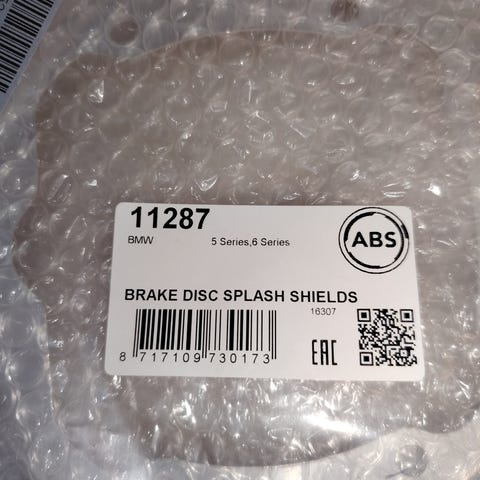 11287
BMW 5 Series,6 Series
ABS
BRAKE DISC SPLASH SHIELDS
16307
8 717109 730173
EAC